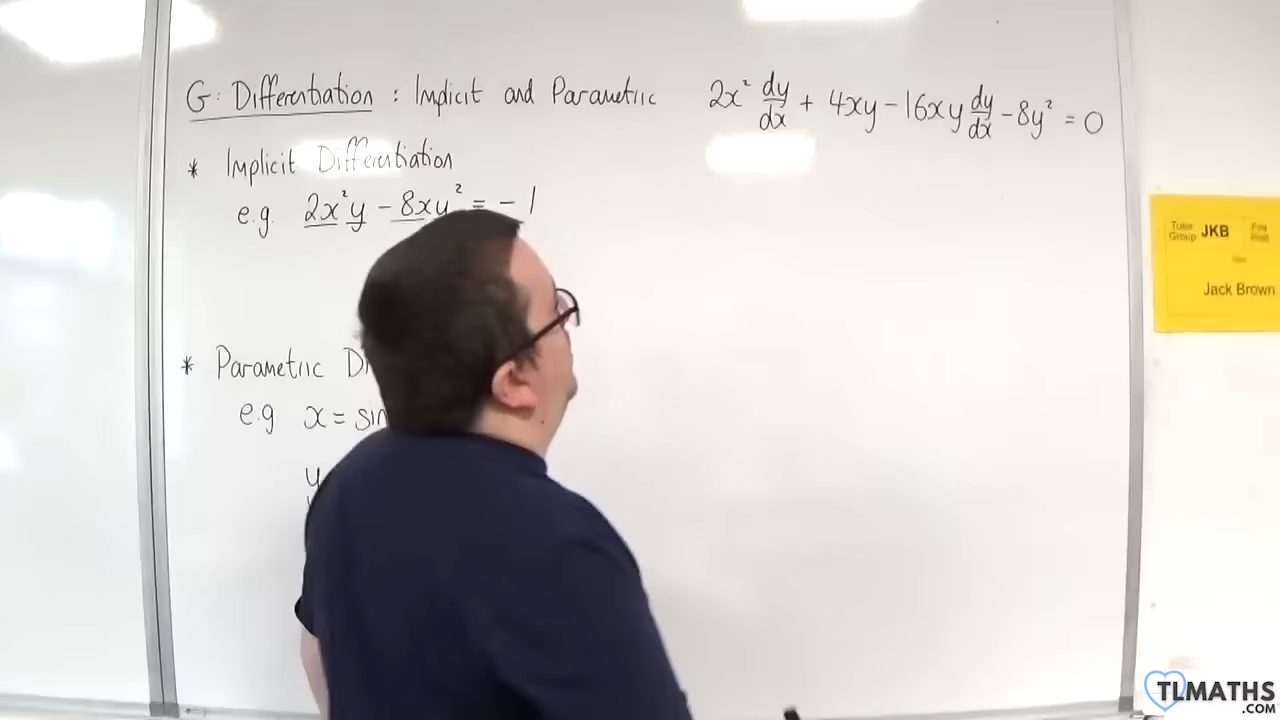 G: Differentiation : Implicit and Parametric
* Implicit Differentiation
e.g. 2x²y - 8xy² = -1
* Parametric
e.g x = sin
y
2x² dy/dx + 4xy - 16xy dy/dx - 8y² = 0
Tutor Group JKB
Jack Brown
TLMATHS
.COM